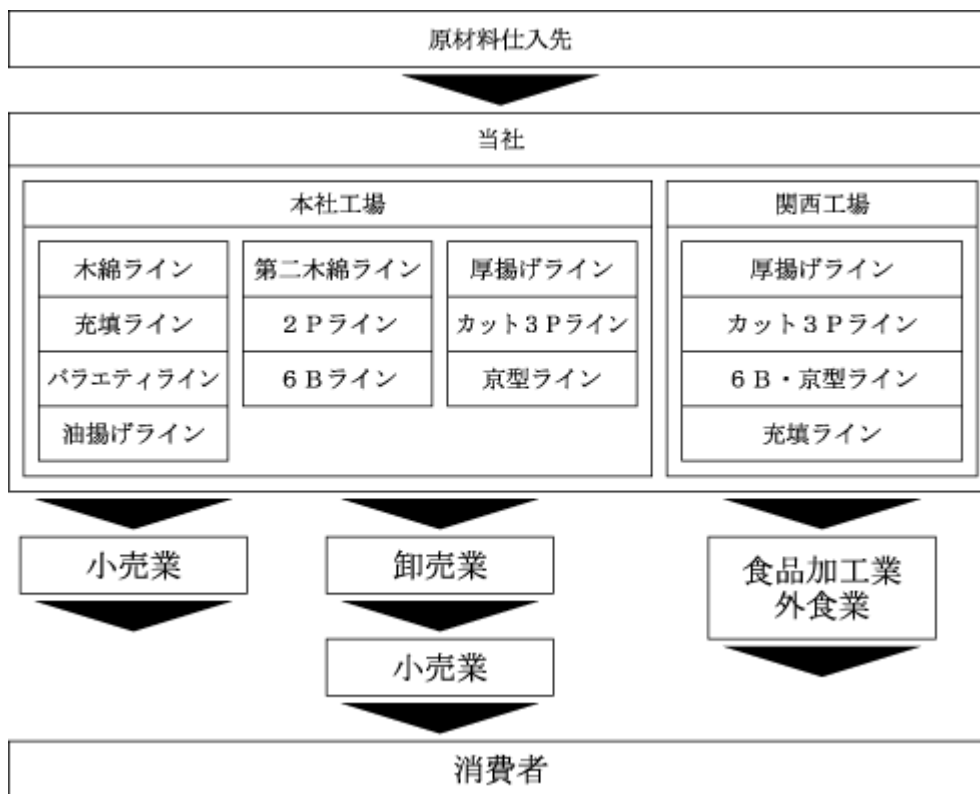 原材料仕入先
当社
本社工場
木綿ライン
充填ライン
バラエティライン
油揚げライン
第二木綿ライン
２Ｐライン
６Ｂライン
厚揚げライン
カット３Ｐライン
京型ライン
関西工場
厚揚げライン
カット３Ｐライン
６Ｂ・京型ライン
充填ライン
小売業
卸売業
小売業
食品加工業
外食業
消費者